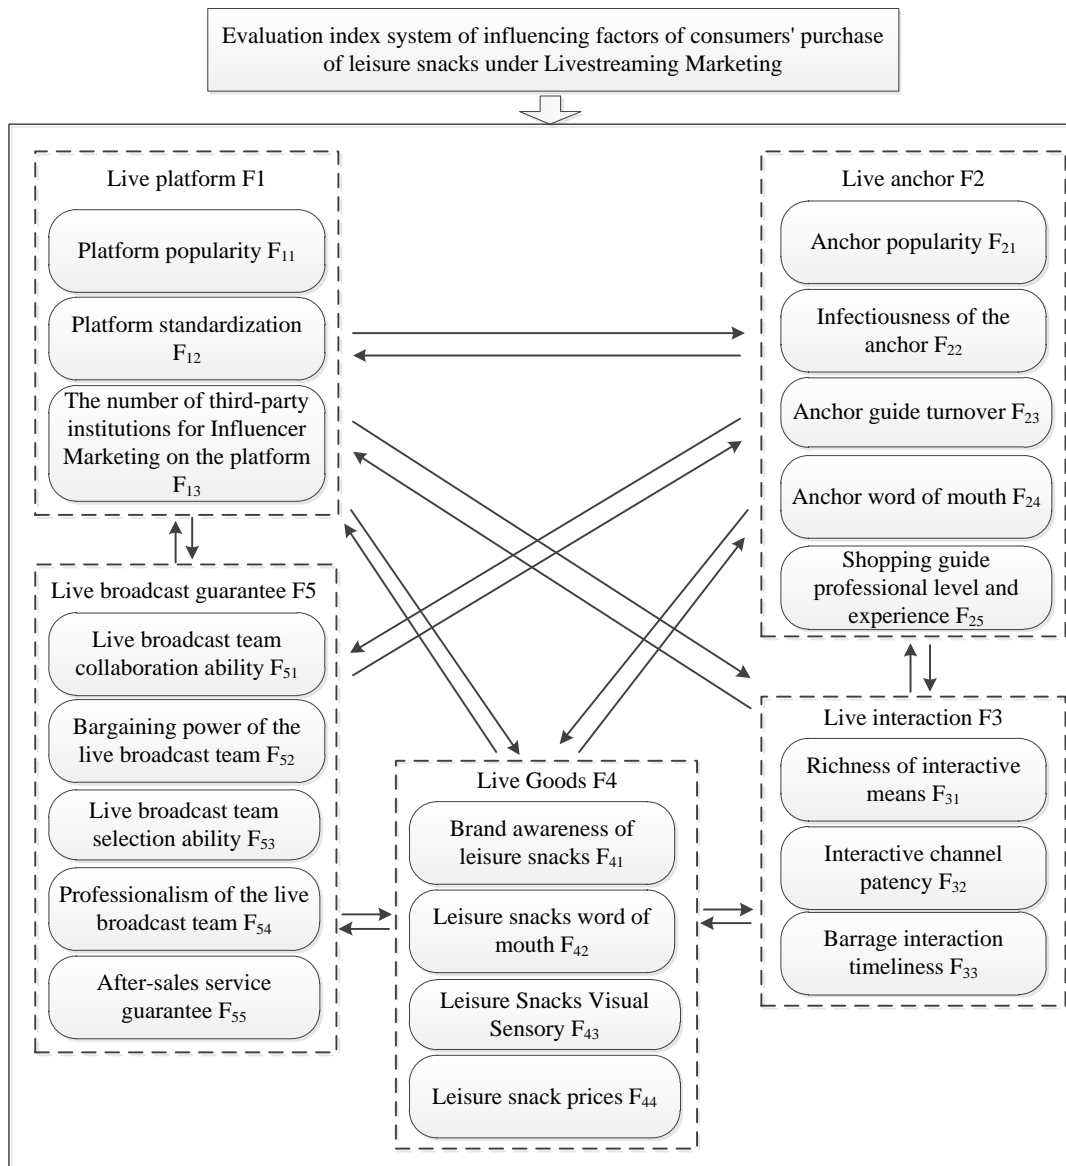 Evaluation index system of influencing factors of consumers' purchase
of leisure snacks under Livestreaming Marketing
Live platform F1
Platform popularity F₁₁
Platform standardization
F₁₂
The number of third-party
institutions for Influencer
Marketing on the platform
F₁₃
Live anchor F2
Anchor popularity F₂₁
Infectiousness of the
anchor F₂₂
Anchor guide turnover F₂₃
Anchor word of mouth F₂₄
Shopping guide
professional level and
experience F₂₅
Live broadcast guarantee F5
Live broadcast team
collaboration ability F₅₁
Bargaining power of the
live broadcast team F₅₂
Live broadcast team
selection ability F₅₃
Professionalism of the live
broadcast team F₅₄
After-sales service
guarantee F₅₅
Live Goods F4
Brand awareness of
leisure snacks F₄₁
Leisure snacks word of
mouth F₄₂
Leisure Snacks Visual
Sensory F₄₃
Leisure snack prices F₄₄
Live interaction F3
Richness of interactive
means F₃₁
Interactive channel
patency F₃₂
Barrage interaction
timeliness F₃₃